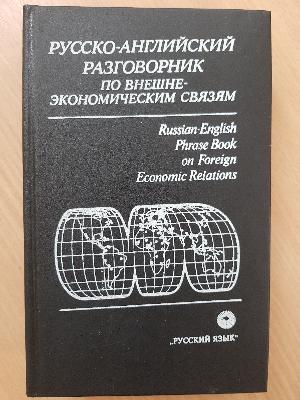 РУССКО-АНГЛИЙСКИЙ
РАЗГОВОРНИК
ПО ВНЕШНЕ-
ЭКОНОМИЧЕСКИМ СВЯЗЯМ
Russian-English
Phrase Book
on Foreign
Economic Relations
„РУССКИЙ ЯЗЫК“